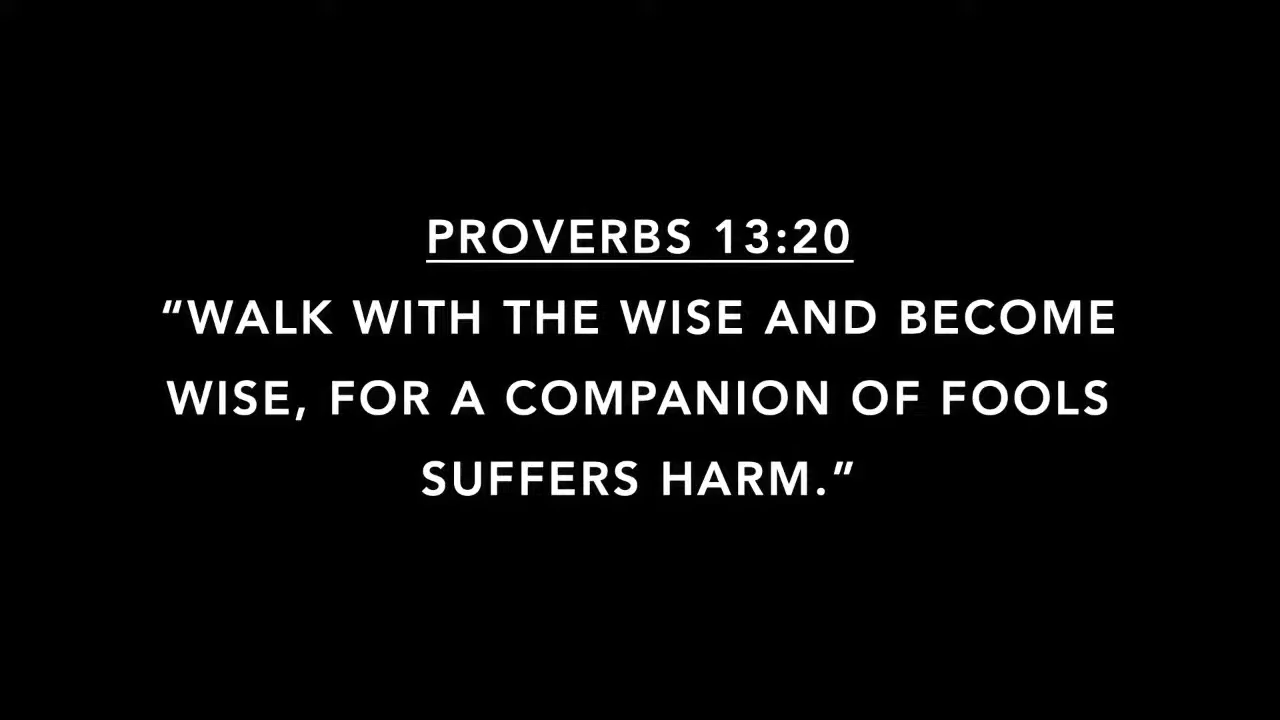 PROVERBS 13:20
“WALK WITH THE WISE AND BECOME
WISE, FOR A COMPANION OF FOOLS
SUFFERS HARM.”